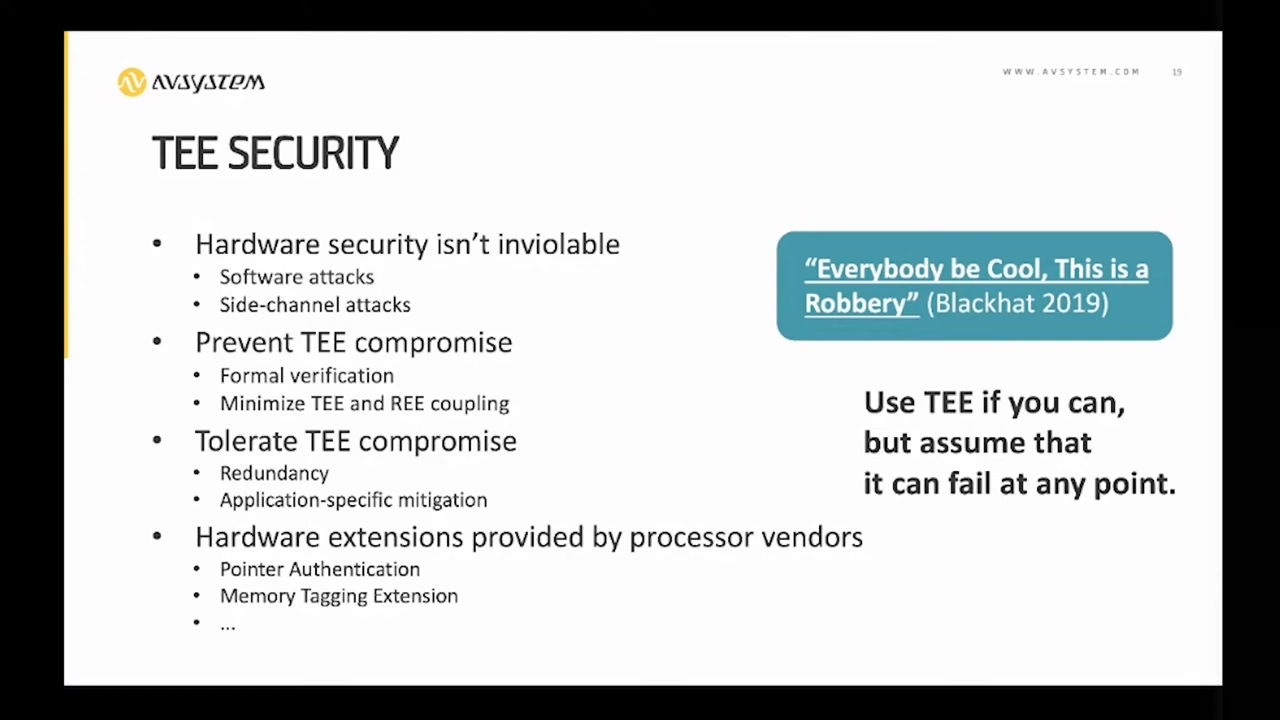 AVSYSTEM
WWW.AVSYSTEM.COM 19
TEE SECURITY
• Hardware security isn't inviolable
• Software attacks
• Side-channel attacks
• Prevent TEE compromise
• Formal verification
• Minimize TEE and REE coupling
• Tolerate TEE compromise
• Redundancy
• Application-specific mitigation
• Hardware extensions provided by processor vendors
• Pointer Authentication
• Memory Tagging Extension
• ...
“Everybody be Cool, This is a
Robbery” (Blackhat 2019)
Use TEE if you can,
but assume that
it can fail at any point.